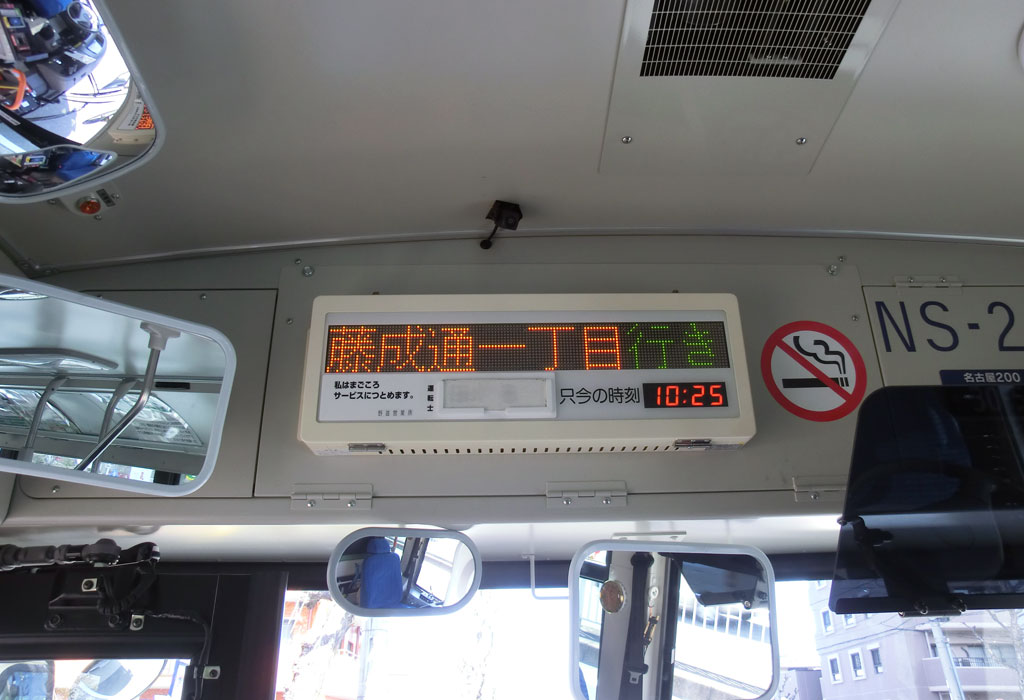 藤成通一丁目行き
私はまごころ
サービスにつとめます。
運転士
只今の時刻 10:25
NS-2
名古屋200